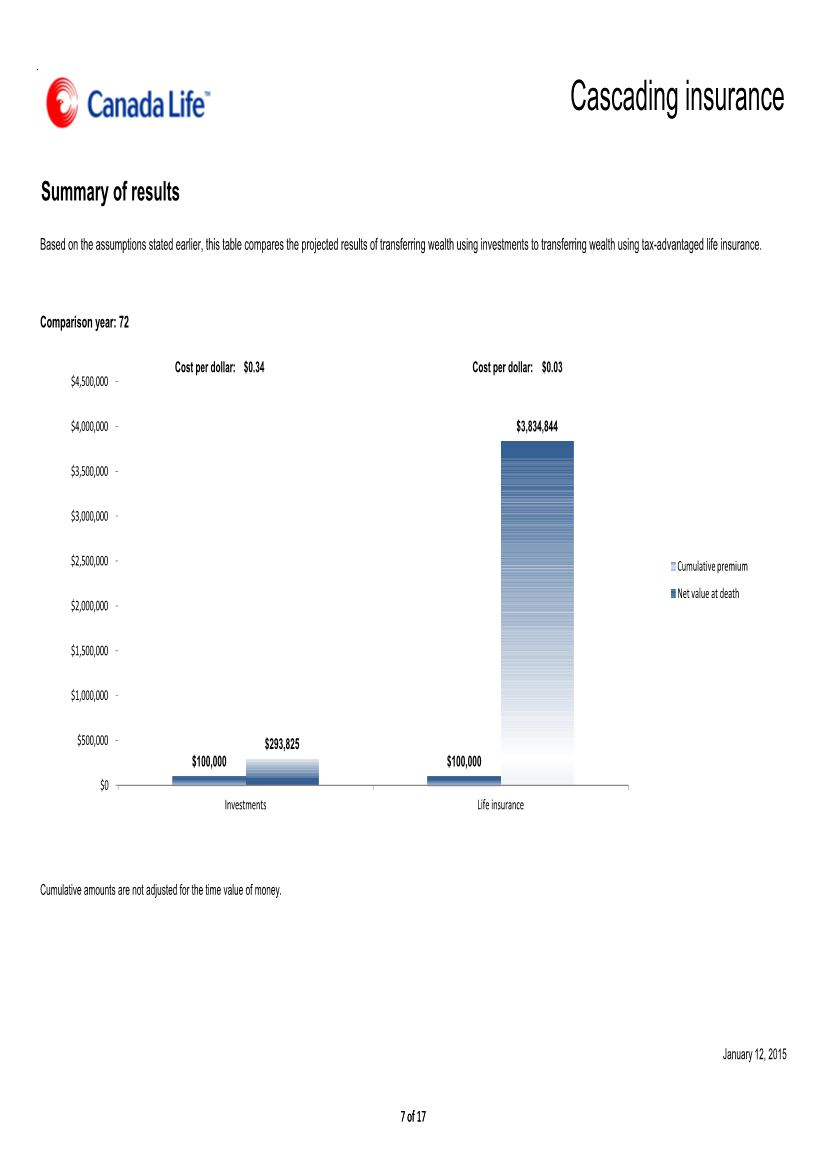 .
Canada Life™
Cascading insurance
Summary of results
Based on the assumptions stated earlier, this table compares the projected results of transferring wealth using investments to transferring wealth using tax-advantaged life insurance.
Comparison year: 72
Cost per dollar: $0.34
Cost per dollar: $0.03
$4,500,000
$4,000,000
$3,834,844
$3,500,000
$3,000,000
$2,500,000
Cumulative premium
Net value at death
$2,000,000
$1,500,000
$1,000,000
$500,000
$293,825
$100,000
$100,000
$0
Investments
Life insurance
Cumulative amounts are not adjusted for the time value of money.
January 12, 2015
7 of 17